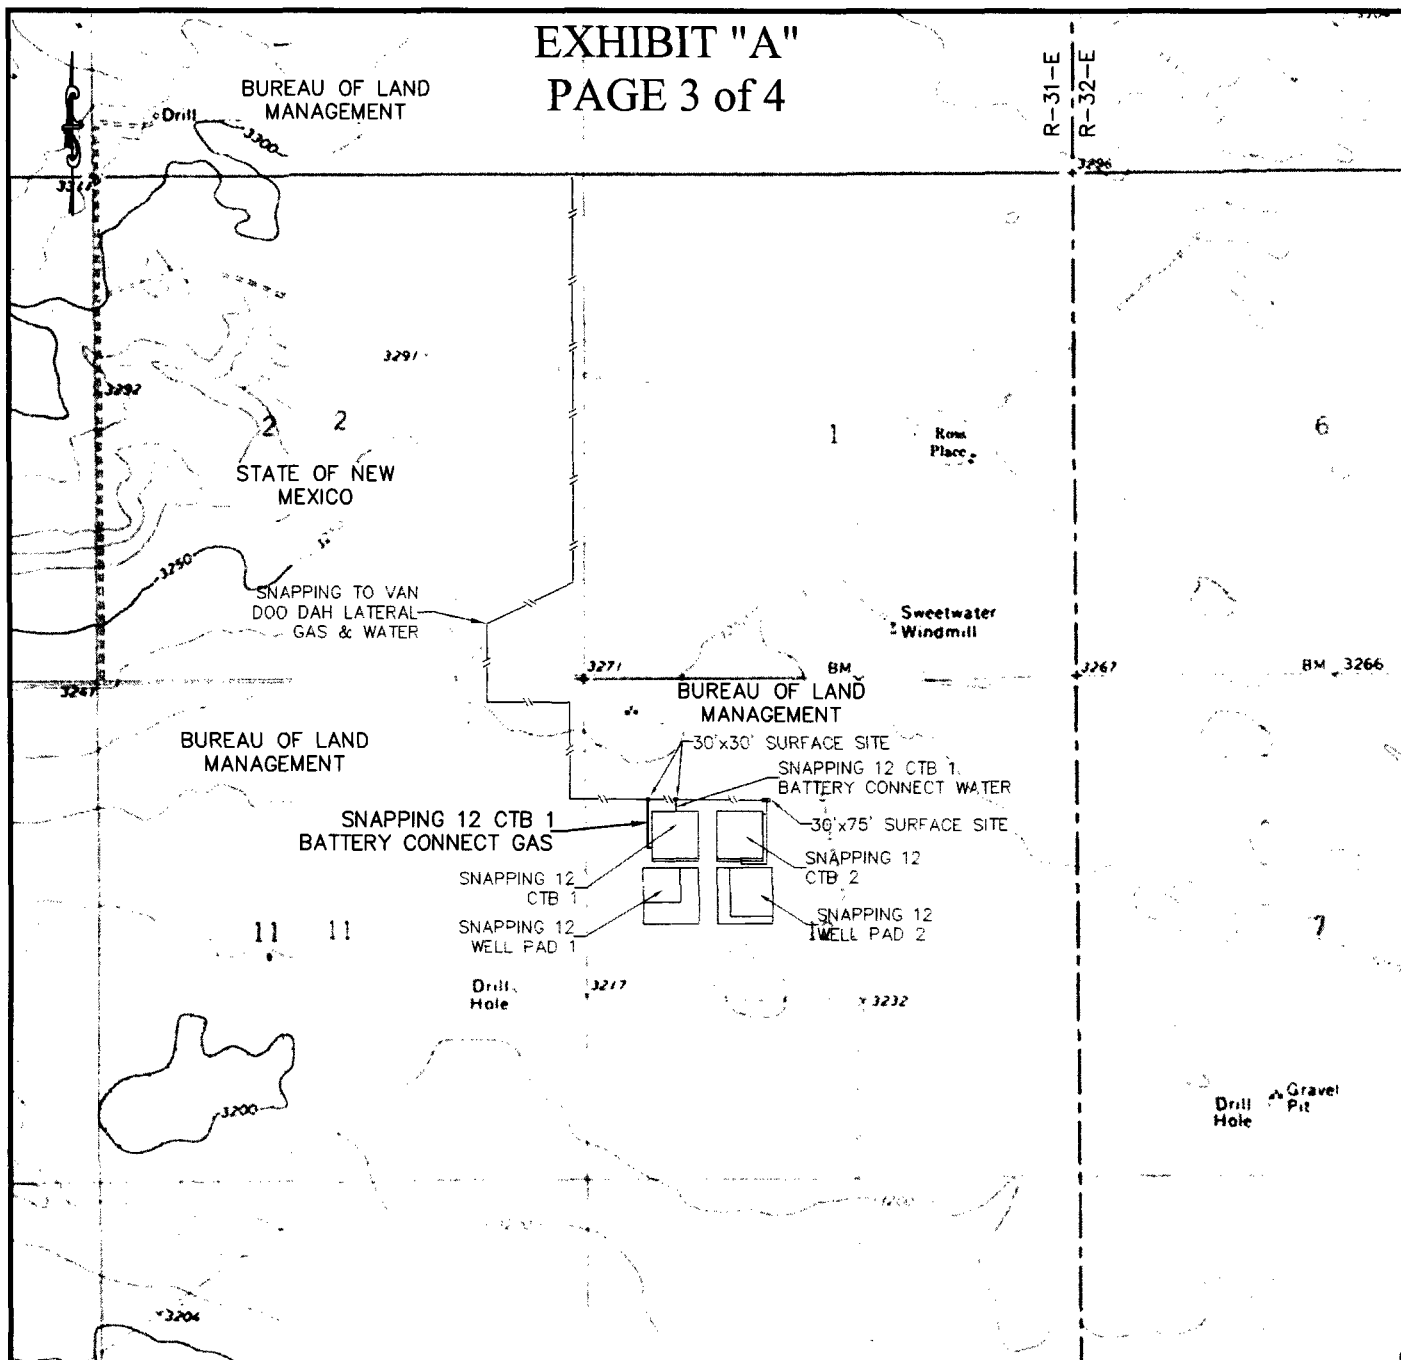 EXHIBIT "A"
PAGE 3 of 4
R-31-E
R-32-E
BUREAU OF LAND
MANAGEMENT
Drill
3300
3296
3291
3292
2
2
1
6
Ross
Place
STATE OF NEW
MEXICO
3250
SNAPPING TO VAN
DOO DAH LATERAL
GAS & WATER
Sweetwater
Windmill
3271
BM
3267
BM 3266
3247
BUREAU OF LAND
MANAGEMENT
BUREAU OF LAND
MANAGEMENT
30'x30' SURFACE SITE
SNAPPING 12 CTB 1
BATTERY CONNECT WATER
SNAPPING 12 CTB 1
BATTERY CONNECT GAS
30'x75' SURFACE SITE
SNAPPING 12
CTB 2
SNAPPING 12
CTB 1
SNAPPING 12
WELL PAD 2
SNAPPING 12
WELL PAD 1
11
11
7
Drill
Hole
3217
3232
3200
Drill
Hole
Gravel
Pit
3200
3204